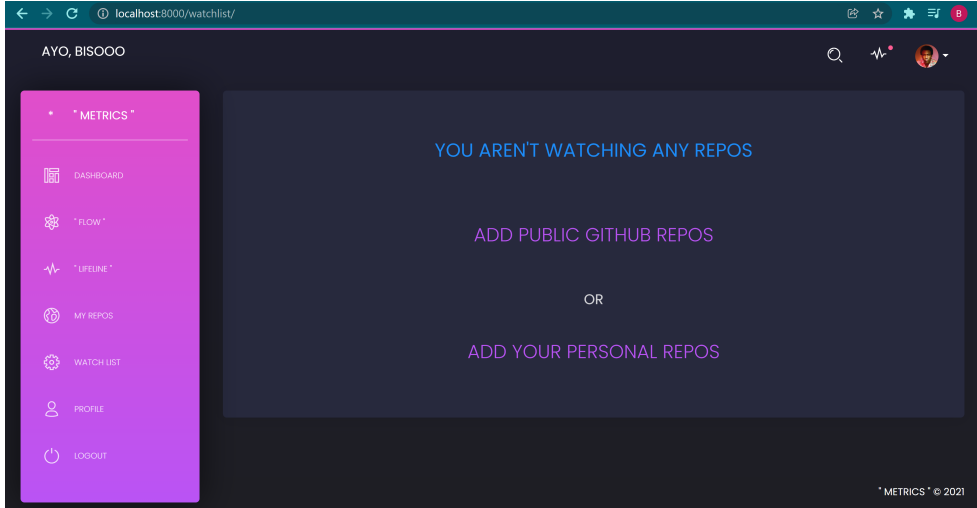 localhost:8000/watchlist/
B
AYO, BISOOO
" METRICS "
DASHBOARD
" FLOW "
" LIFELINE "
MY REPOS
WATCH LIST
PROFILE
LOGOUT
YOU AREN'T WATCHING ANY REPOS
ADD PUBLIC GITHUB REPOS
OR
ADD YOUR PERSONAL REPOS
" METRICS " © 2021